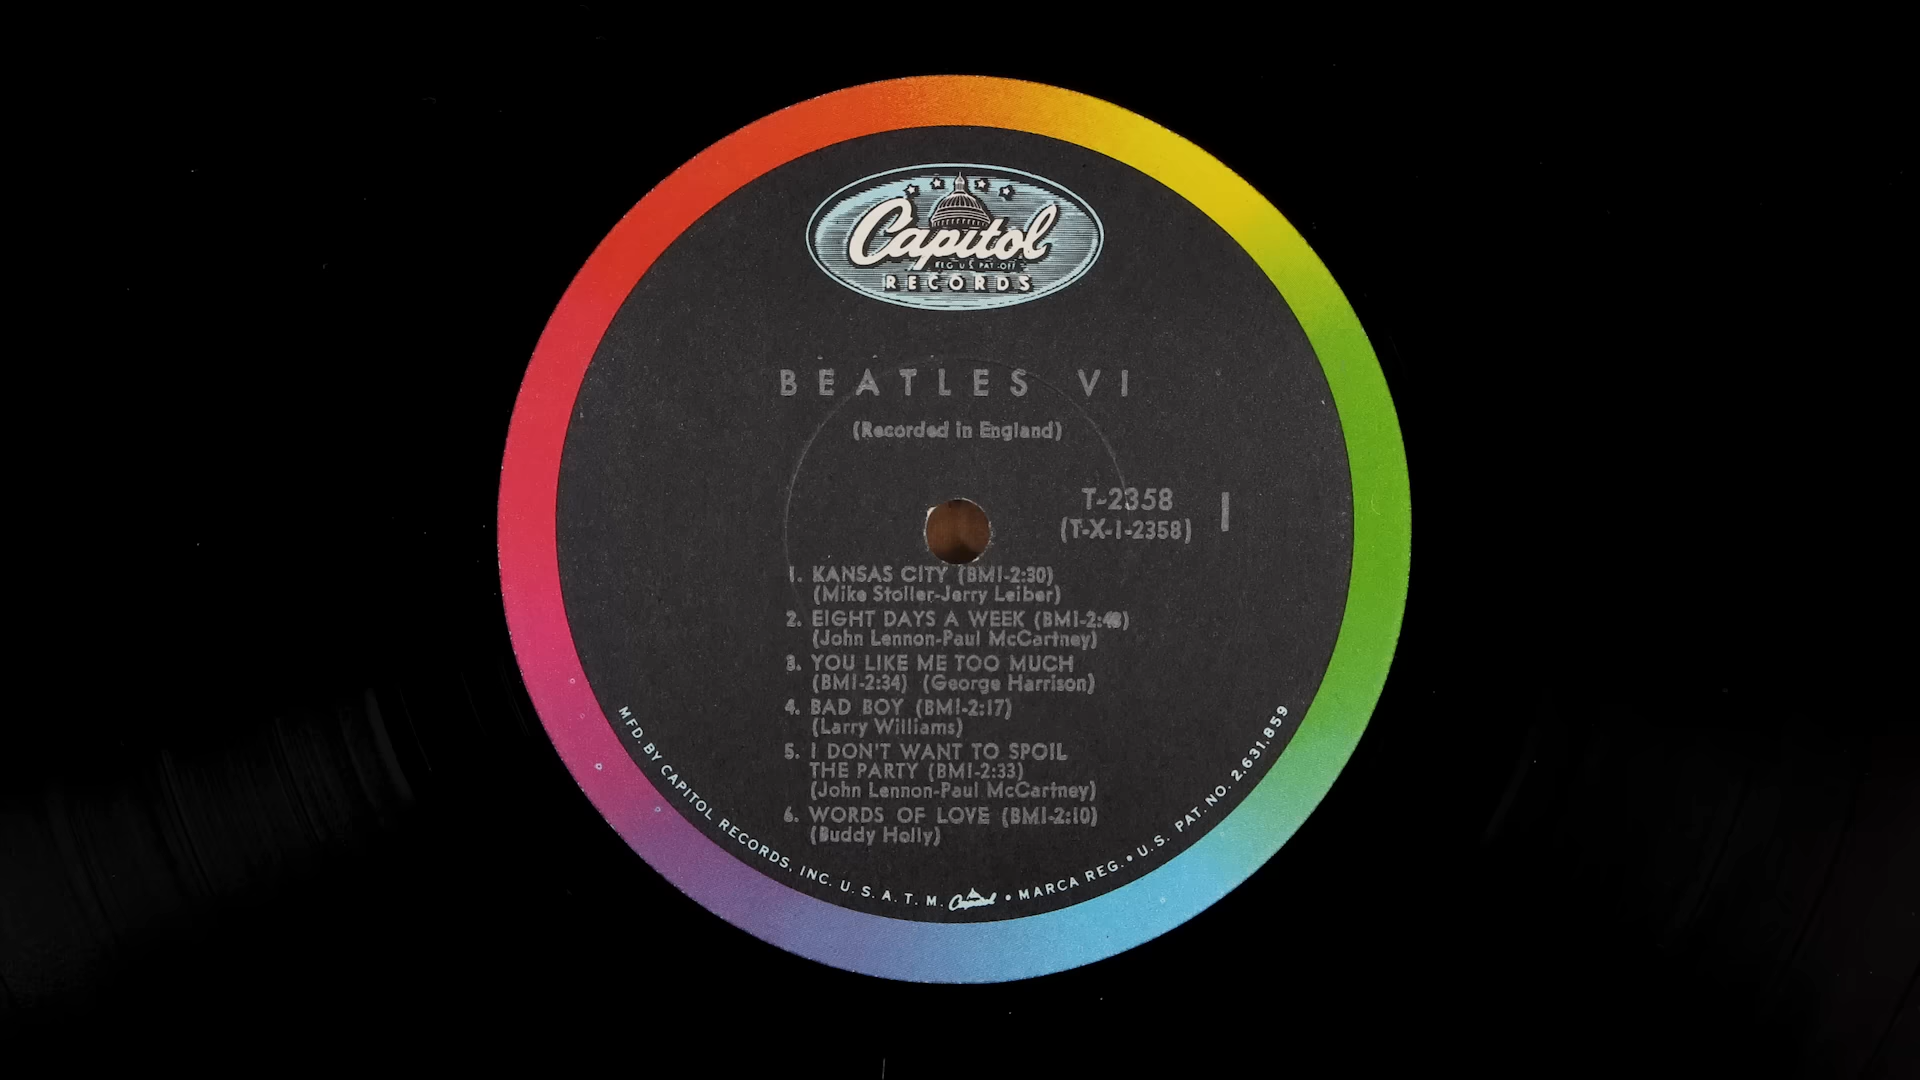 Capitol
REG. U.S. PAT. OFF.
RECORDS
BEATLES VI
(Recorded in England)
T-2358
(T-X-1-2358)
1
1. KANSAS CITY (BMI-2:30)
(Mike Stoller-Jerry Leiber)
2. EIGHT DAYS A WEEK (BMI-
(John Lennon-Paul McCartney)
3. YOU LIKE ME TOO MUCH
(BMI-2:34) (George Harrison)
4. BAD BOY (BMI-2:17)
(Larry Williams)
5. I DON'T WANT TO SPOIL
THE PARTY (BMI-2:33)
(John Lennon-Paul McCartney)
6. WORDS OF LOVE (BMI-2:10)
(Buddy Holly)
MFD. BY CAPITOL RECORDS, INC. U.S.A. T.M. Capitol • MARCA REG. • U.S. PAT. NO. 2,631,859